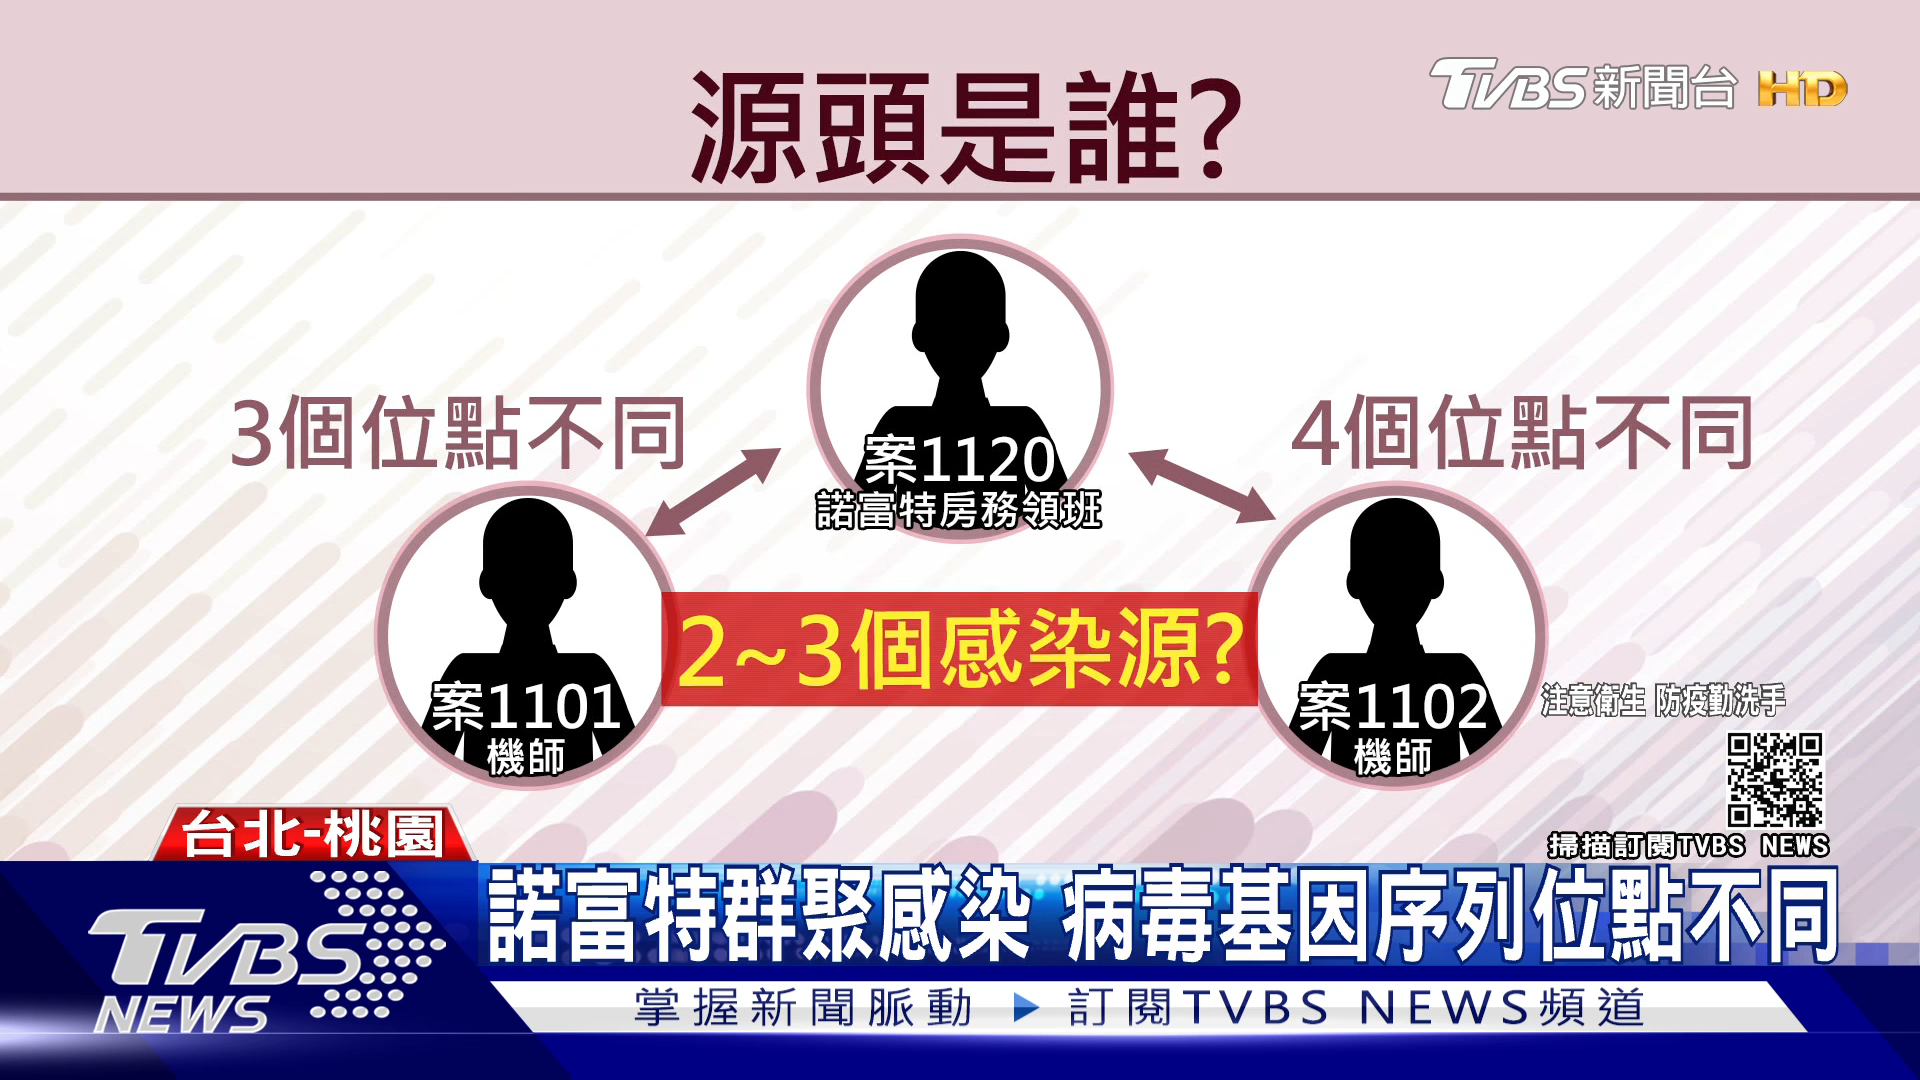 源頭是誰?
TVBS新聞台 HD
3個位點不同
4個位點不同
案1120
諾富特房務領班
2~3個感染源?
案1101
機師
案1102
機師
注意衛生 防疫勤洗手
掃描訂閱TVBS NEWS
台北-桃園
諾富特群聚感染 病毒基因序列位點不同
TVBS
NEWS
掌握新聞脈動 ▶ 訂閱TVBS NEWS頻道